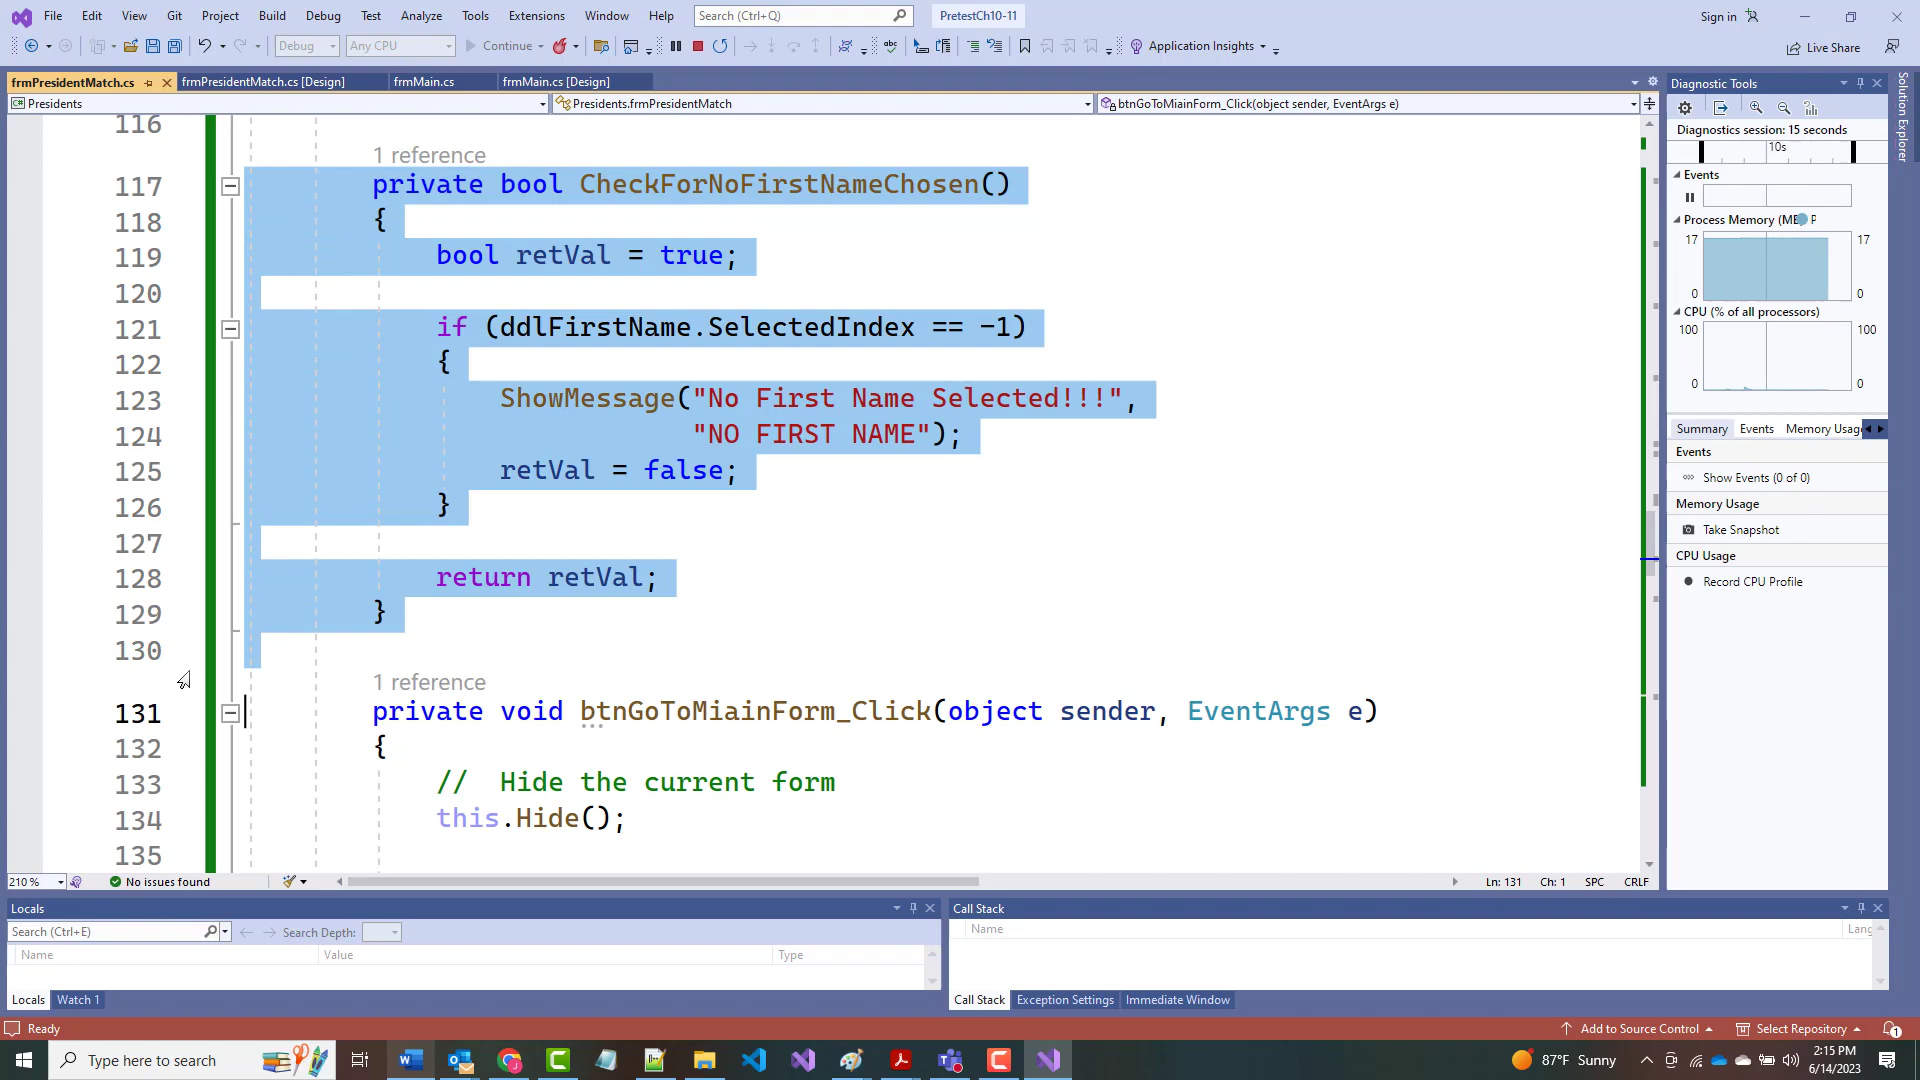 File Edit View Git Project Build Debug Test Analyze Tools Extensions Window Help Search (Ctrl+Q) PretestCh10-11 Sign in
Debug Any CPU Continue Application Insights Live Share
frmPresidentMatch.cs frmPresidentMatch.cs [Design] frmMain.cs frmMain.cs [Design]
Presidents Presidents.frmPresidentMatch btnGoToMiainForm_Click(object sender, EventArgs e)
116
1 reference
117 private bool CheckForNoFirstNameChosen()
118 {
119 bool retVal = true;
120
121 if (ddlFirstName.SelectedIndex == -1)
122 {
123 ShowMessage("No First Name Selected!!!",
124 "NO FIRST NAME");
125 retVal = false;
126 }
127
128 return retVal;
129 }
130
1 reference
131 private void btnGoToMiainForm_Click(object sender, EventArgs e)
132 {
133 // Hide the current form
134 this.Hide();
135
210 % No issues found Ln: 131 Ch: 1 SPC CRLF
Diagnostic Tools
Diagnostics session: 15 seconds
10s
Events
Process Memory (MB) P
17 17
0 0
CPU (% of all processors)
100 100
0 0
Summary Events Memory Usag
Events
Show Events (0 of 0)
Memory Usage
Take Snapshot
CPU Usage
Record CPU Profile
Solution Explorer
Locals
Search (Ctrl+E) Search Depth:
Name Value Type
Locals Watch 1
Call Stack
Name Lang
Call Stack Exception Settings Immediate Window
Ready Add to Source Control Select Repository 1
Type here to search 87°F Sunny 2:15 PM
6/14/2023